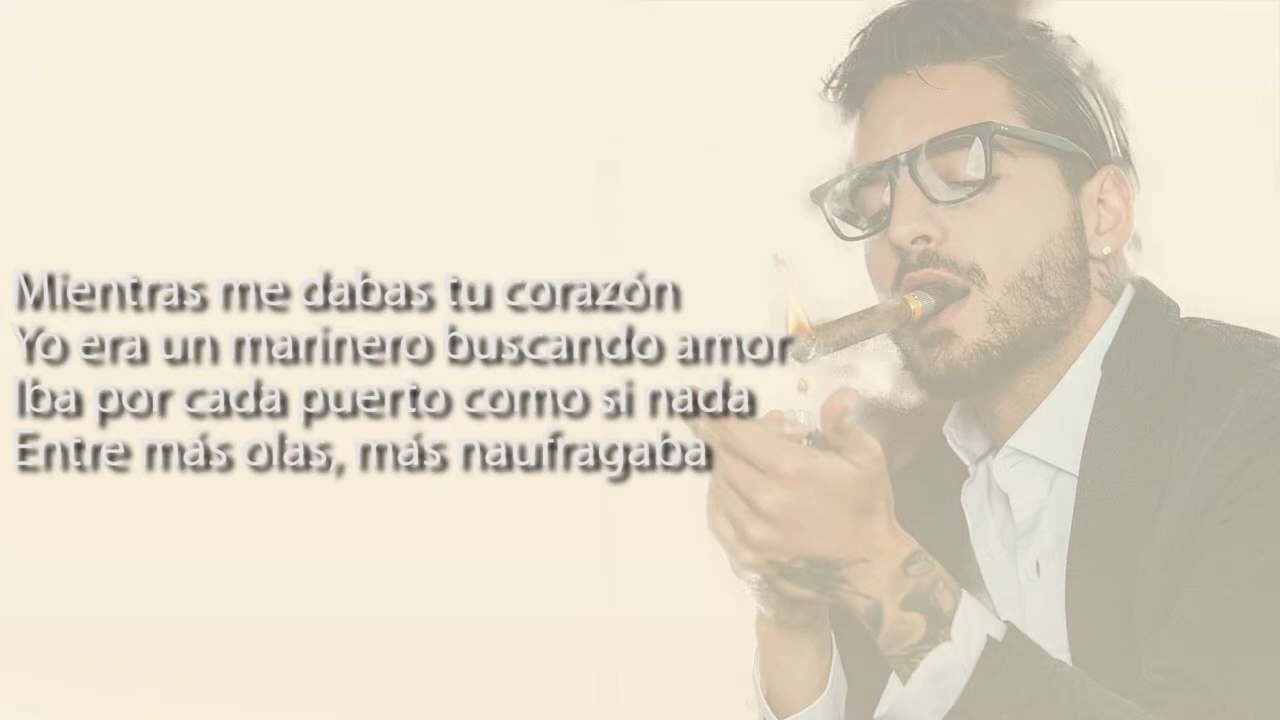 Mientras me dabas tu corazón
Yo era un marinero buscando amor
Iba por cada puerto como si nada
Entre más olas, más naufragaba